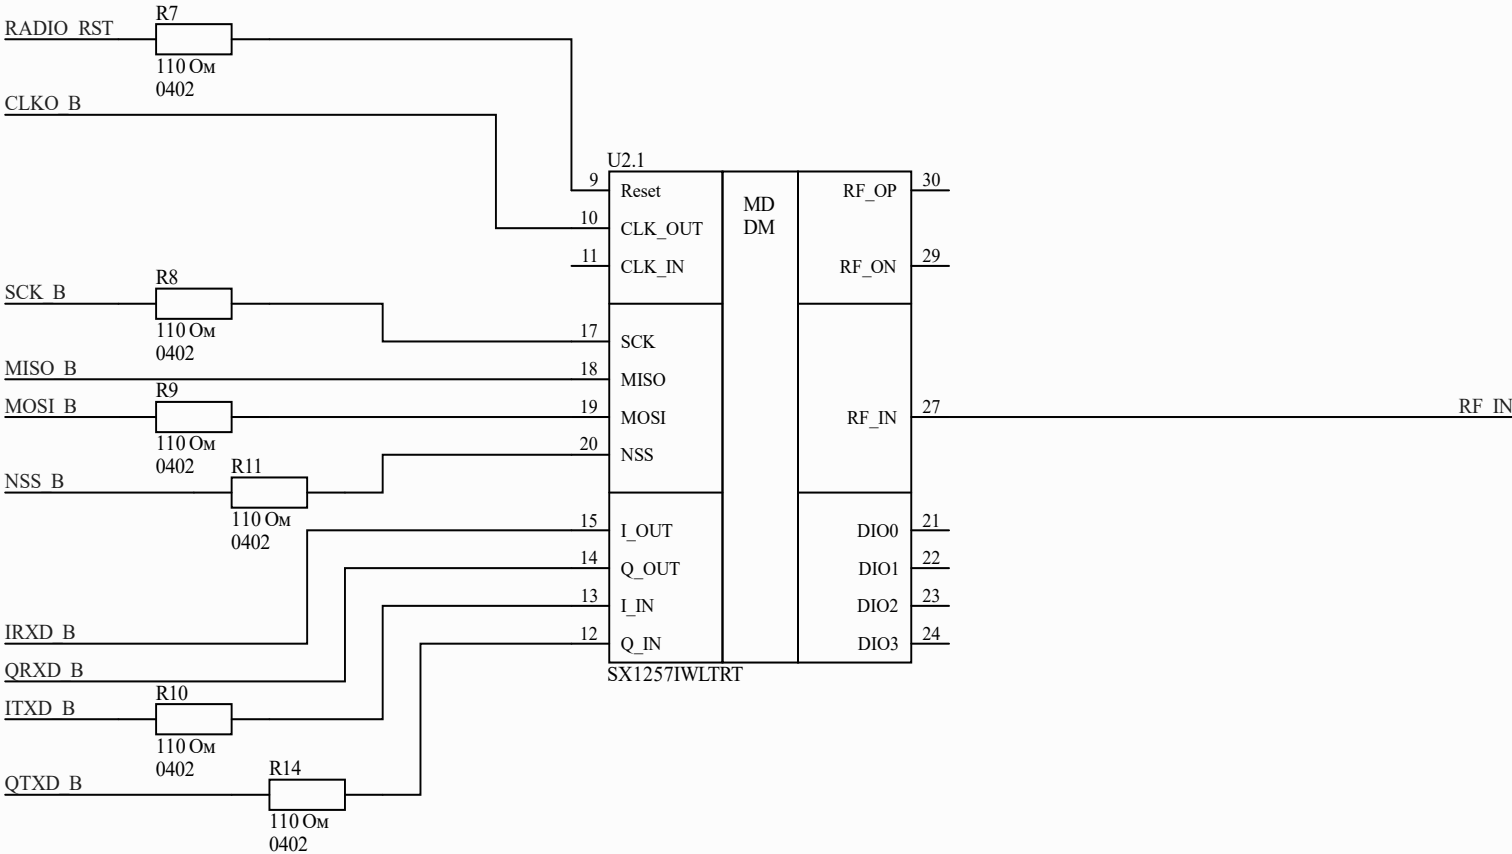 R7
RADIO_RST
110 Ом
0402
CLKO_B
U2.1
9 Reset MD RF_OP 30
10 CLK_OUT DM
11 CLK_IN RF_ON 29
R8
SCK_B
110 Ом
0402
17 SCK
MISO_B 18 MISO
R9
MOSI_B 19 MOSI RF_IN 27 RF_IN
110 Ом
0402
20 NSS
R11
NSS_B
110 Ом
0402
15 I_OUT DIO0 21
14 Q_OUT DIO1 22
13 I_IN DIO2 23
IRXD_B 12 Q_IN DIO3 24
QRXD_B SX1257IWLTRT
R10
ITXD_B
110 Ом
0402
R14
QTXD_B
110 Ом
0402